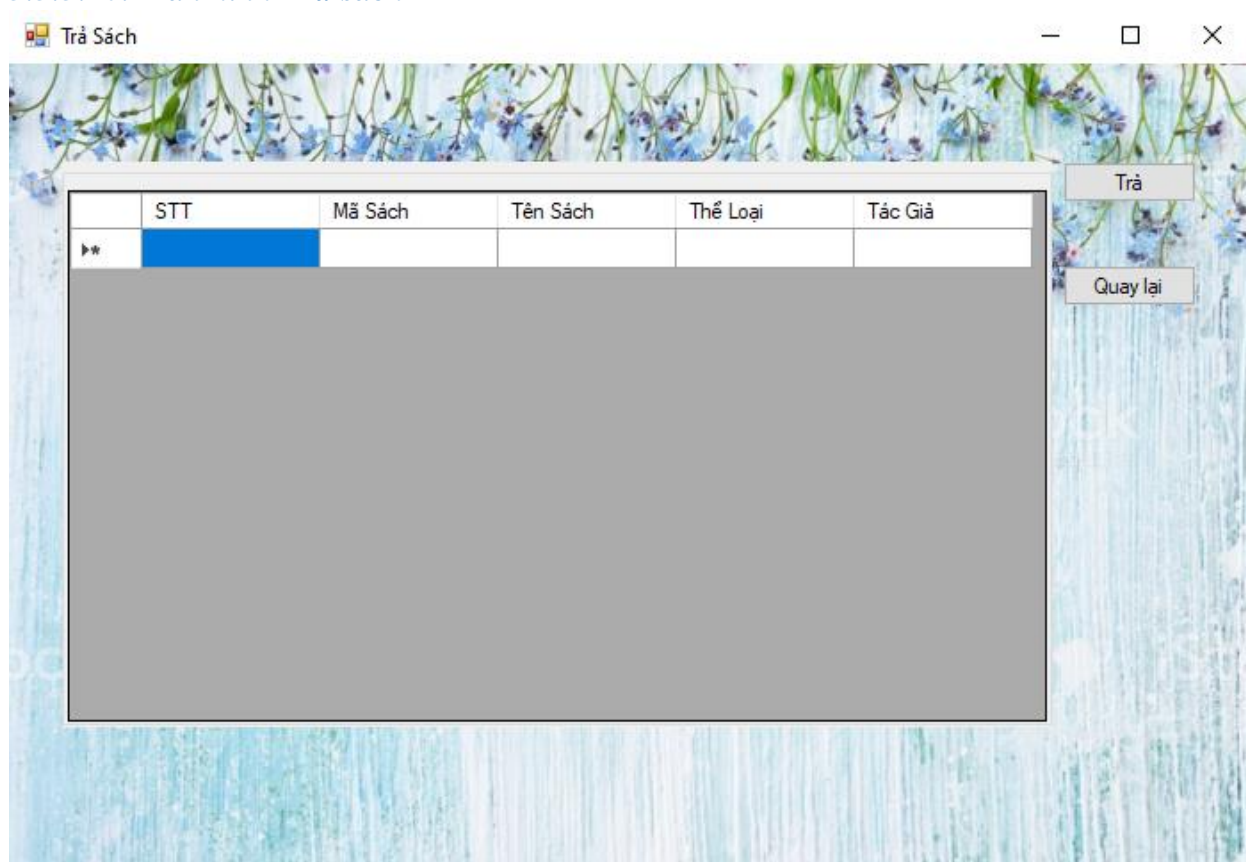 Trả Sách
Trả
STT Mã Sách Tên Sách Thể Loại Tác Giả
Quay lại